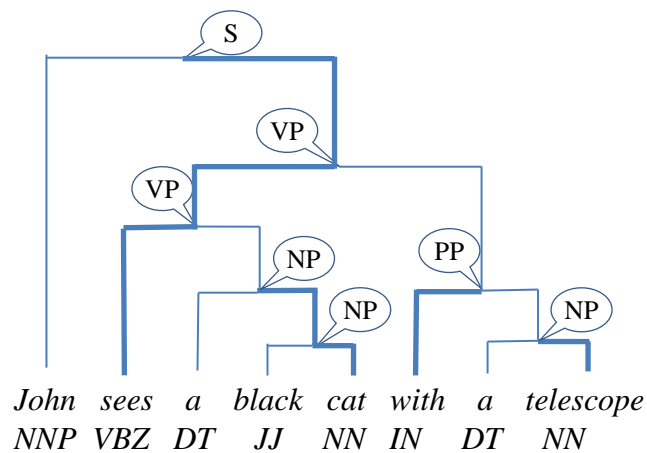 S
VP
VP
NP
PP
NP
NP
John sees a black cat with a telescope
NNP VBZ DT JJ NN IN DT NN